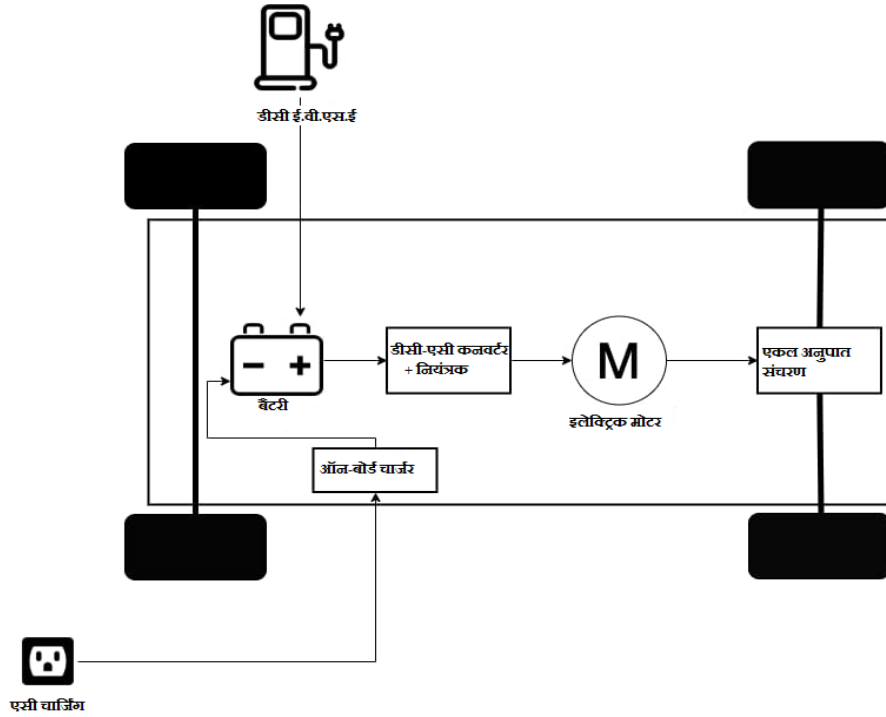 डीसी ई.वी.एस.ई
डीसी-एसी कनवर्टर
+ नियंत्रक
एकल अनुपात
संचरण
M
बैटरी
इलेक्ट्रिक मोटर
ऑन-बोर्ड चार्जर
एसी चार्जिंग